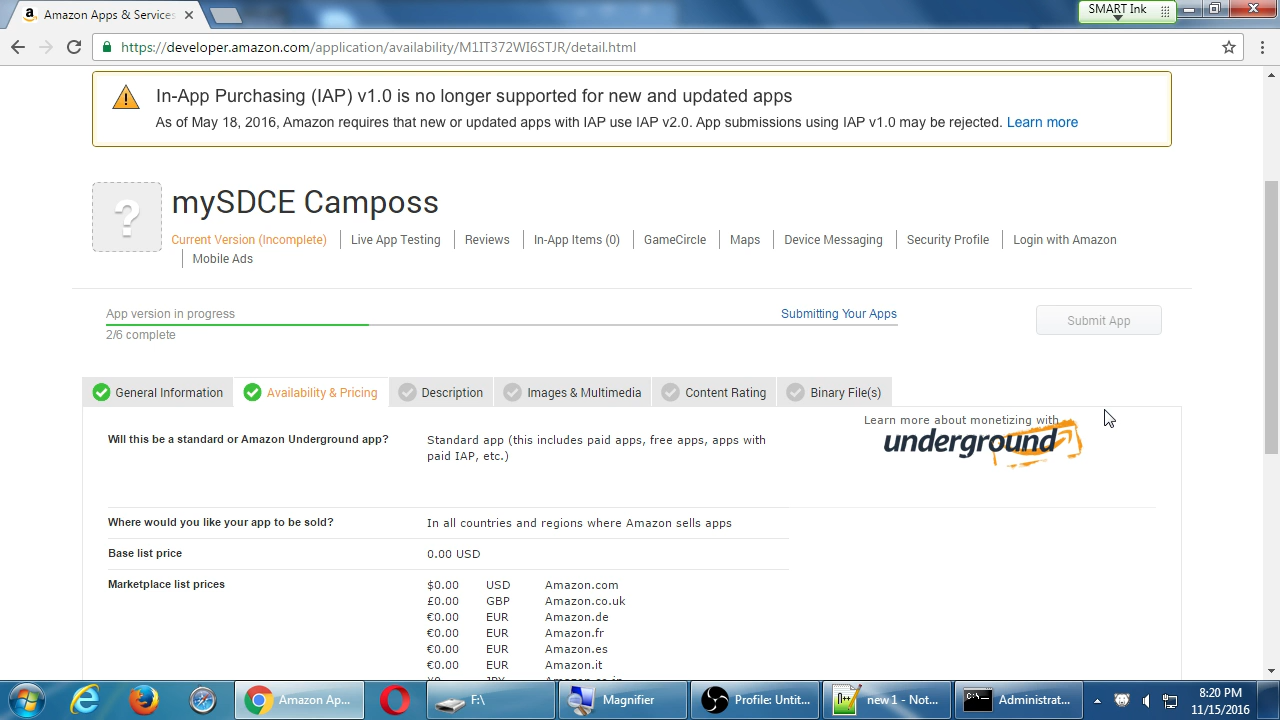 Amazon Apps & Services
SMART Ink
https://developer.amazon.com/application/availability/M1IT372WI6STJR/detail.html
In-App Purchasing (IAP) v1.0 is no longer supported for new and updated apps
As of May 18, 2016, Amazon requires that new or updated apps with IAP use IAP v2.0. App submissions using IAP v1.0 may be rejected. Learn more
mySDCE Camposs
Current Version (Incomplete) Live App Testing Reviews In-App Items (0) GameCircle Maps Device Messaging Security Profile Login with Amazon
Mobile Ads
App version in progress Submitting Your Apps Submit App
2/6 complete
General Information Availability & Pricing Description Images & Multimedia Content Rating Binary File(s)
Learn more about monetizing with
underground
Will this be a standard or Amazon Underground app? Standard app (this includes paid apps, free apps, apps with
paid IAP, etc.)
Where would you like your app to be sold? In all countries and regions where Amazon sells apps
Base list price 0.00 USD
Marketplace list prices $0.00 USD Amazon.com
£0.00 GBP Amazon.co.uk
€0.00 EUR Amazon.de
€0.00 EUR Amazon.fr
€0.00 EUR Amazon.es
€0.00 EUR Amazon.it
Amazon Ap... F:\ Magnifier Profile: Untit... new 1 - Not... Administrat... 8:20 PM
11/15/2016